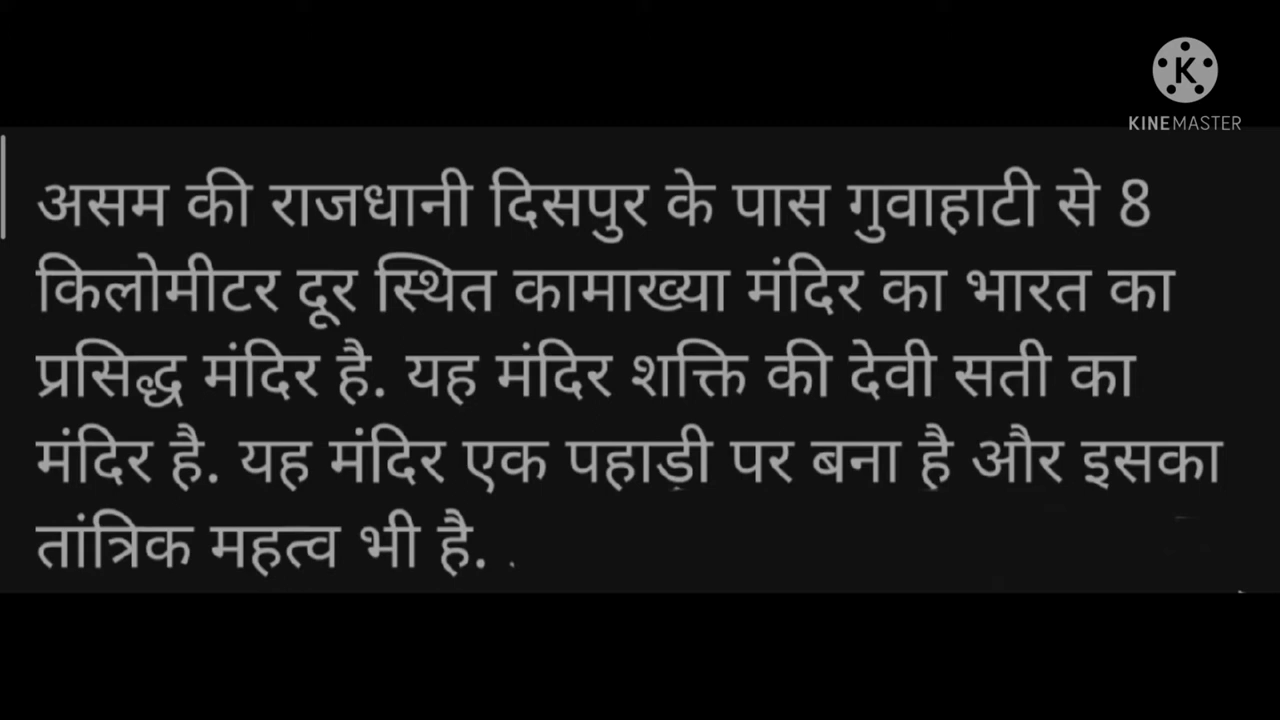 KINEMASTER
असम की राजधानी दिसपुर के पास गुवाहाटी से 8
किलोमीटर दूर स्थित कामाख्या मंदिर का भारत का
प्रसिद्ध मंदिर है. यह मंदिर शक्ति की देवी सती का
मंदिर है. यह मंदिर एक पहाड़ी पर बना है और इसका
तांत्रिक महत्व भी है.